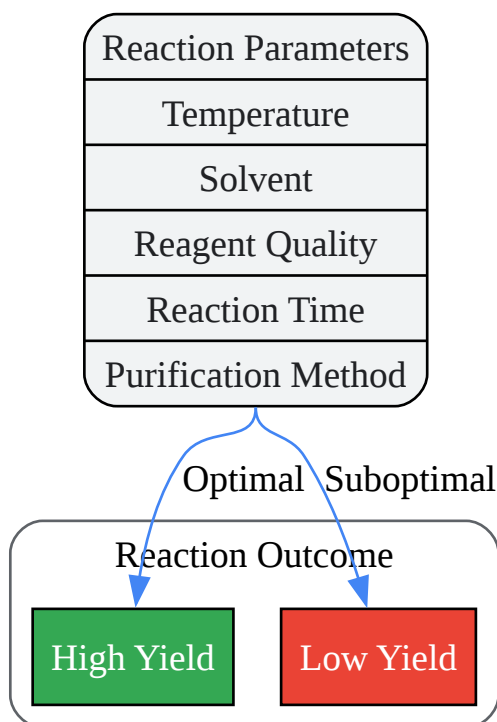 Reaction Parameters
Temperature
Solvent
Reagent Quality
Reaction Time
Purification Method
Optimal Suboptimal
Reaction Outcome
High Yield Low Yield